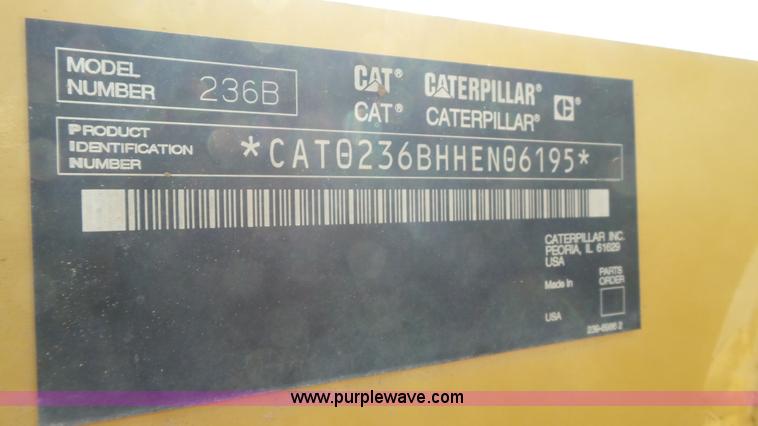 MODEL
NUMBER 236B
CAT® CATERPILLAR®
CAT® CATERPILLAR® C®
PRODUCT
IDENTIFICATION
NUMBER *CAT0236BHHEN06195*
CATERPILLAR INC.
PEORIA, IL 61629
USA
Made in
PARTS
ORDER
USA
www.purplewave.com